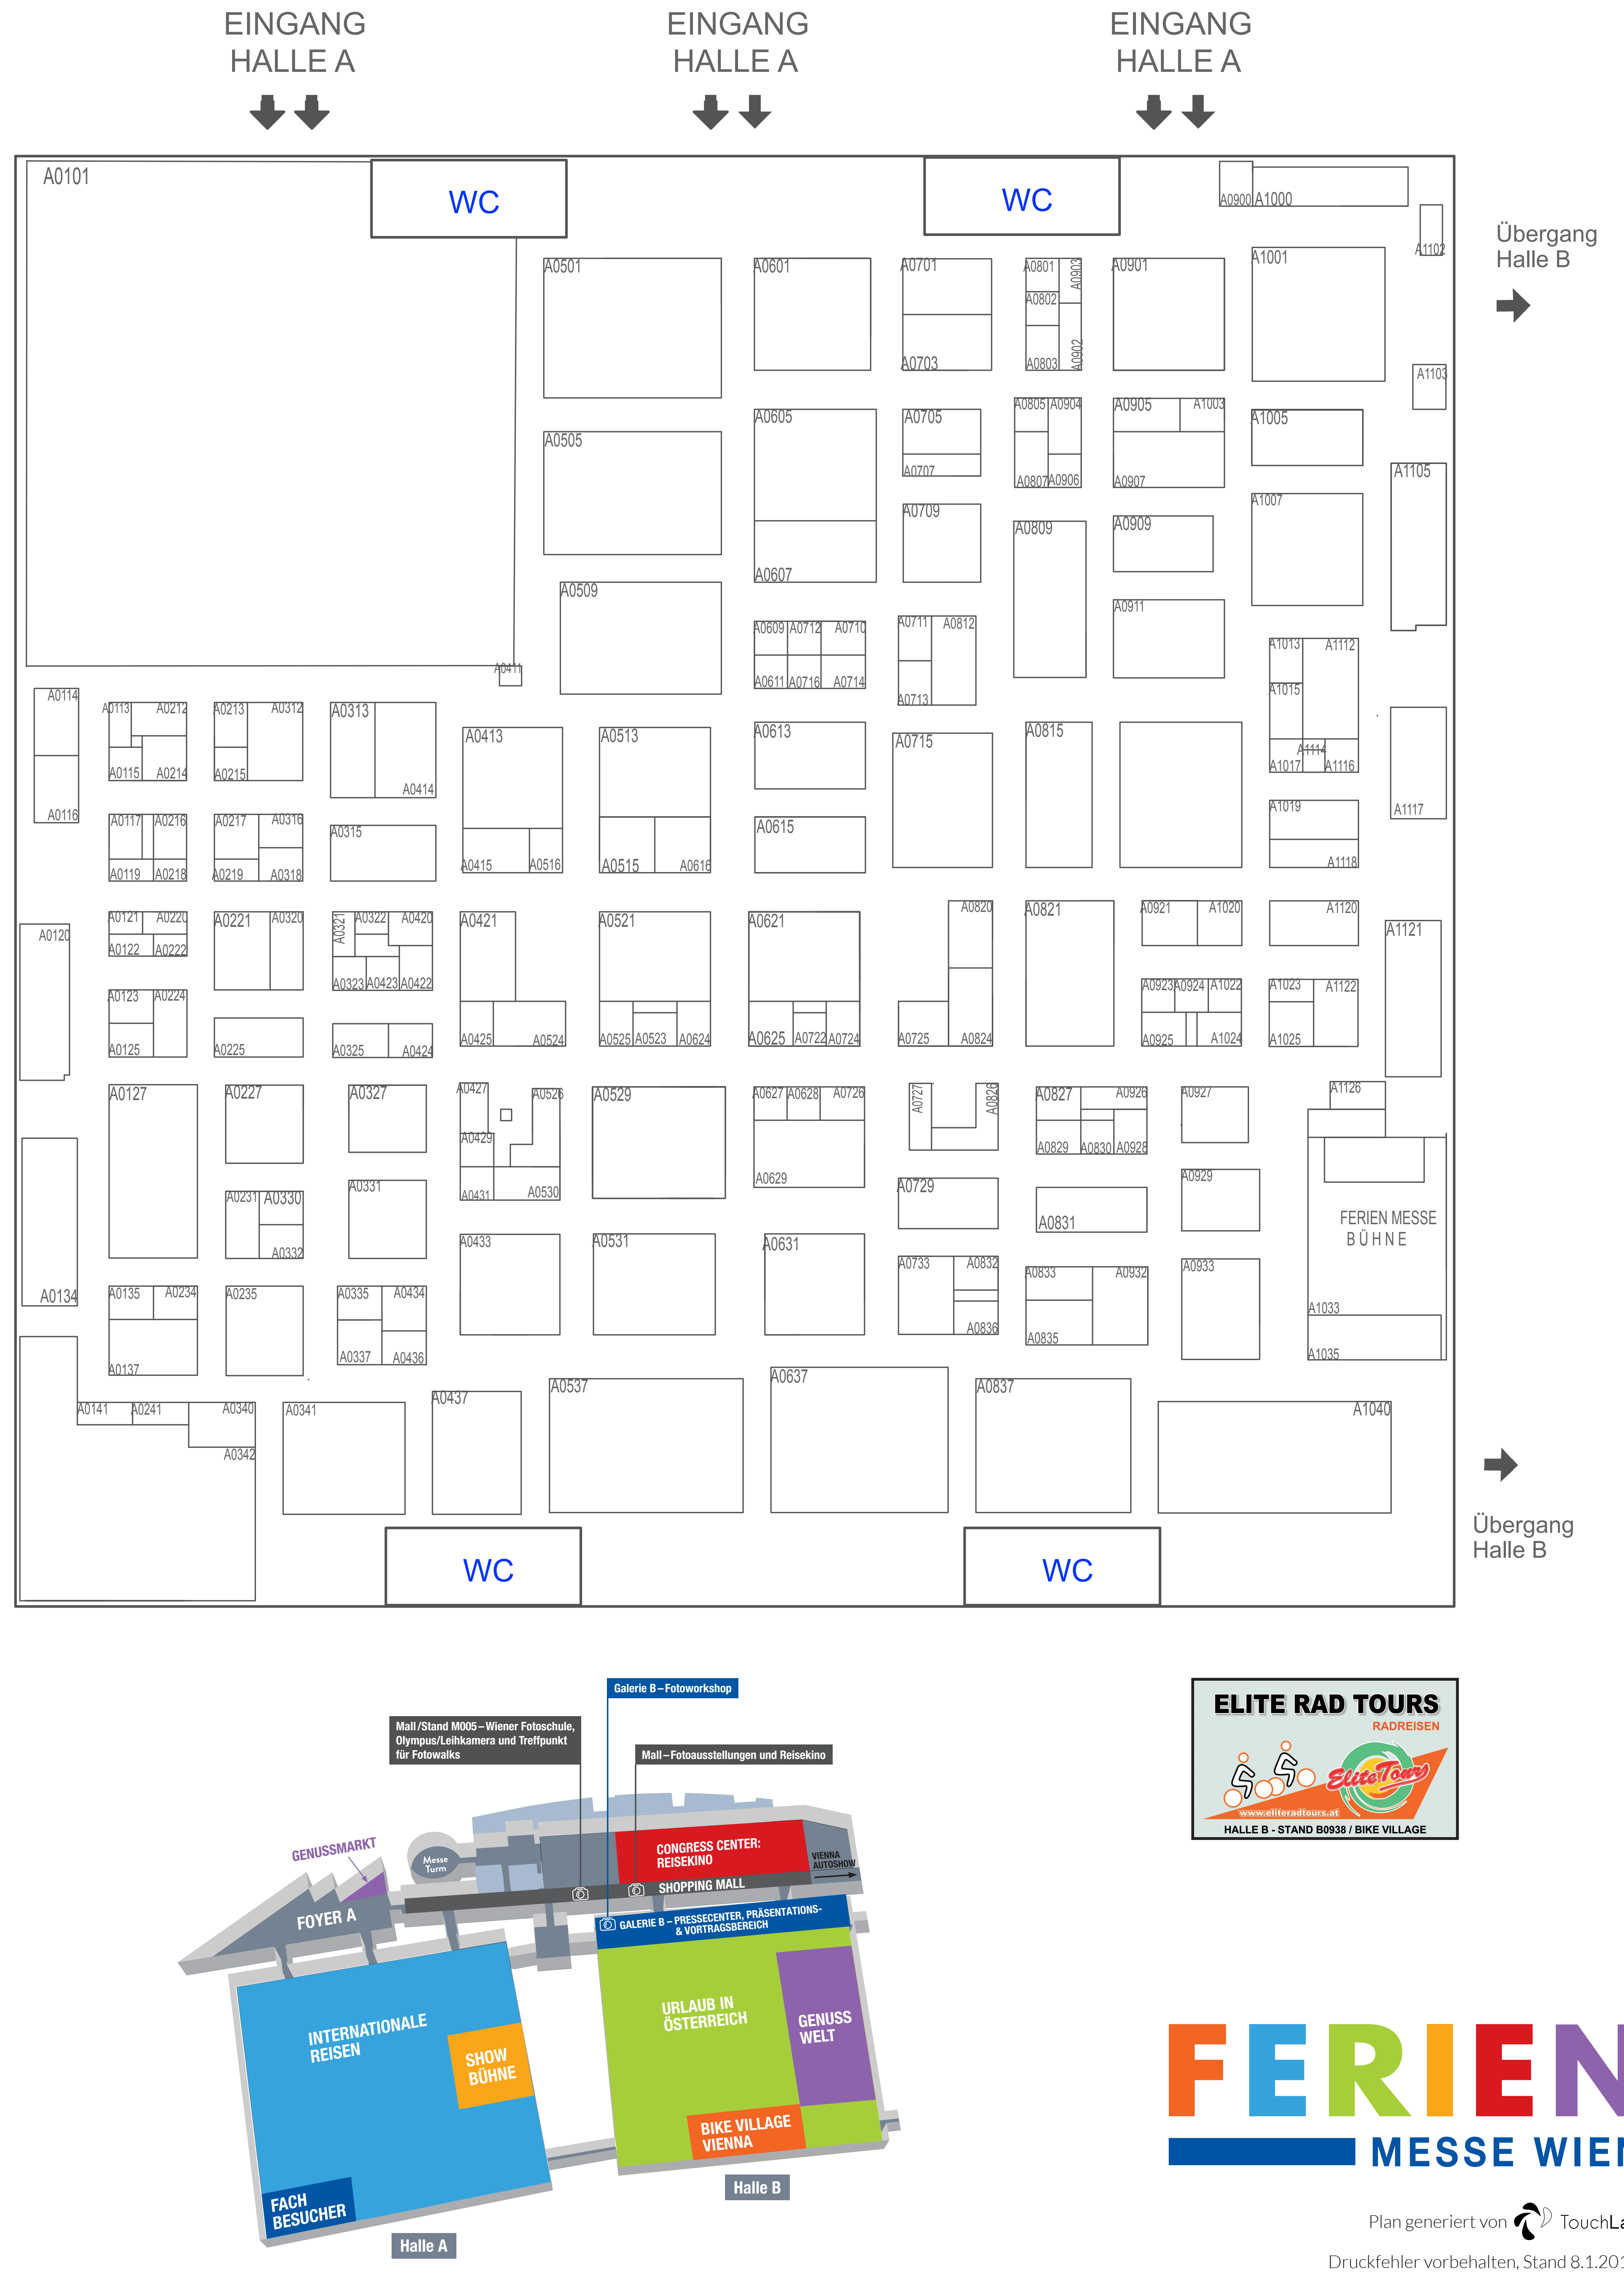 EINGANG
HALLE A
EINGANG
HALLE A
EINGANG
HALLE A
A0101
WC
WC
A0900 A1000
A1102
Übergang
Halle B
A0501 A0601 A0701 A0801 A0903 A0901 A1001
A0802
A0703 A0803 A0902
A1103
A0505 A0605 A0705 A0805 A0904 A0905 A1003 A1005
A0707 A0807 A0906 A0907 A1105
A0709 A0809 A0909 A1007
A0607
A0509 A0911
A0609 A0712 A0710 A0711 A0812
A1013 A1112
A0411 A0611 A0716 A0714 A0713 A1015
A0114 A0113 A0212 A0213 A0312 A0313
A0413 A0513 A0613 A0715 A0815
A1114
A0115 A0214 A0215 A0414 A1017 A1116
A0116 A1019 A1117
A0117 A0216 A0217 A0316 A0315 A0615
A0119 A0218 A0219 A0318 A0415 A0516 A0515 A0616 A1118
A0121 A0220 A0221 A0320 A0321 A0322 A0420 A0421 A0521 A0621 A0820 A0821 A0921 A1020 A1120
A0120 A0122 A0222 A1121
A0323 A0423 A0422 A0923 A0924 A1022 A1023 A1122
A0123 A0224
A0125 A0225 A0325 A0424 A0425 A0524 A0525 A0523 A0624 A0625 A0722 A0724 A0725 A0824 A0925 A1024 A1025
A0127 A0227 A0327 A0427 A0526 A0529 A0627 A0628 A0726 A0727 A0826 A0827 A0926 A0927 A1126
A0429 A0829 A0830 A0928
A0231 A0330 A0331 A0431 A0530 A0629 A0729 A0929
A0332 A0433 A0531 A0631 A0831
FERIEN MESSE
BÜHNE
A0134 A0135 A0234 A0235 A0335 A0434 A0733 A0832 A0833 A0932 A0933
A1033
A0137 A0337 A0436 A0836 A0835 A1035
A0141 A0241 A0340 A0341 A0437 A0537 A0637 A0837 A1040
A0342
WC
WC
Übergang
Halle B
Galerie B – Fotoworkshop
Mall /Stand M005 – Wiener Fotoschule,
Olympus/Leihkamera und Treffpunkt
für Fotowalks
Mall – Fotoausstellungen und Reisekino
GENUSSMARKT
Messe
Turm
CONGRESS CENTER:
REISEKINO
VIENNA
AUTOSHOW
SHOPPING MALL
FOYER A
GALERIE B – PRESSECENTER, PRÄSENTATIONS-
& VORTRAGSBEREICH
INTERNATIONALE
REISEN
SHOW
BÜHNE
URLAUB IN
ÖSTERREICH
GENUSS
WELT
BIKE VILLAGE
VIENNA
FACH
BESUCHER
Halle B
Halle A
ELITE RAD TOURS
RADREISEN
Elite Tours
www.eliteradtours.at
HALLE B - STAND B0938 / BIKE VILLAGE
FERIEN
MESSE WIEN
Plan generiert von TouchLa
Druckfehler vorbehalten, Stand 8.1.201